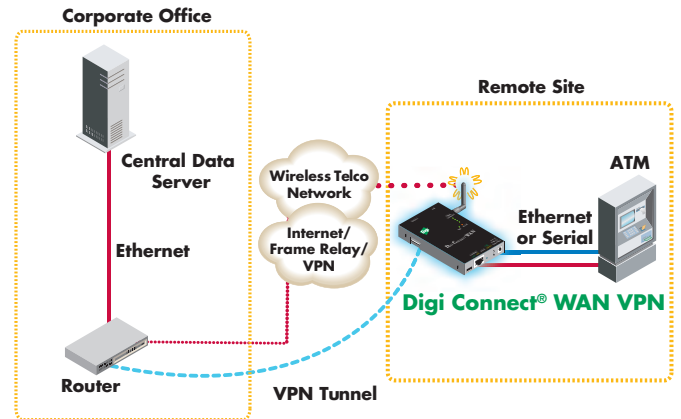 Corporate Office
Central Data
Server
Ethernet
Router
Wireless Telco
Network
Internet/
Frame Relay/
VPN
VPN Tunnel
Remote Site
ATM
Ethernet
or Serial
Digi Connect® WAN VPN